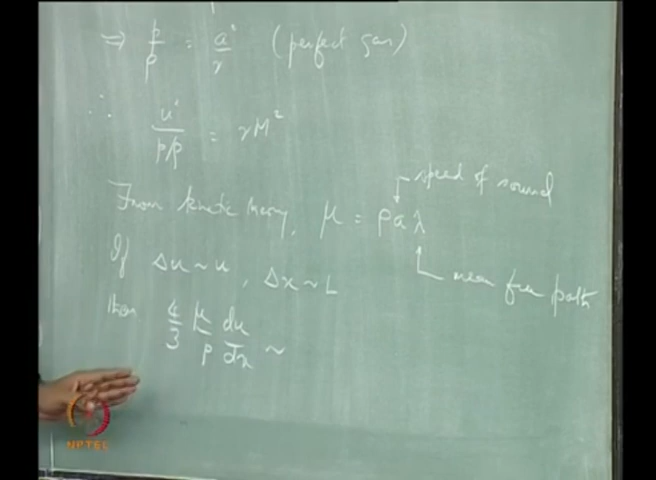 ⇒ p/ρ = a²/γ (perfect gas)
∴ u²/(p/ρ) = γM²
speed of sound
From kinetic theory, μ = ρaλ
If Δu ~ u, Δx ~ L
mean free path
then 4/3 μ/ρ du/dx ~
NPTEL